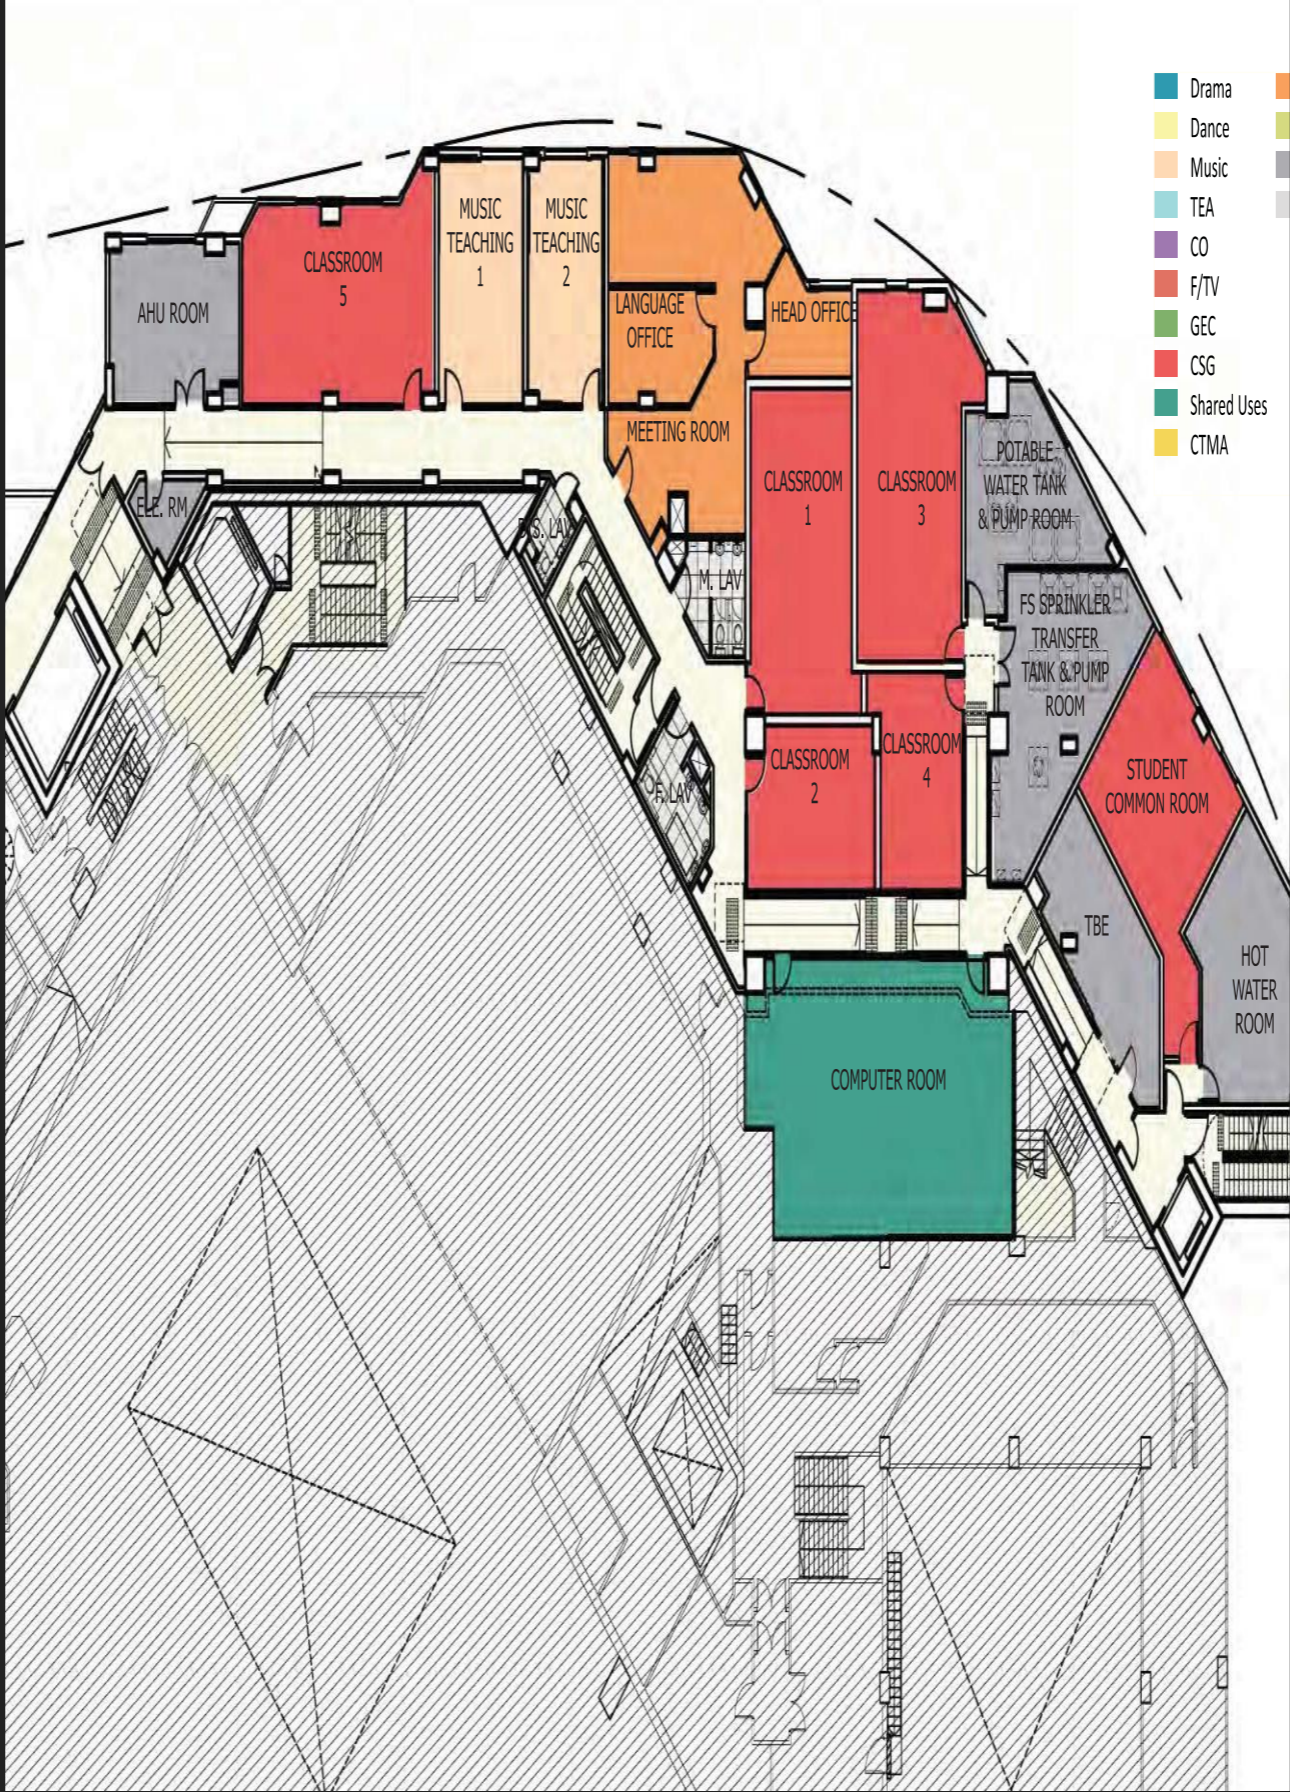 Drama
Dance
Music
TEA
CO
F/TV
GEC
CSG
Shared Uses
CTMA
AHU ROOM
CLASSROOM
5
MUSIC
TEACHING
1
MUSIC
TEACHING
2
LANGUAGE
OFFICE
HEAD OFFICE
MEETING ROOM
CLASSROOM
1
CLASSROOM
3
POTABLE
WATER TANK
& PUMP ROOM
ELE. RM
DIS. LAV
M. LAV
FS SPRINKLER
TRANSFER
TANK & PUMP
ROOM
CLASSROOM
2
CLASSROOM
4
F. LAV
STUDENT
COMMON ROOM
TBE
HOT
WATER
ROOM
COMPUTER ROOM